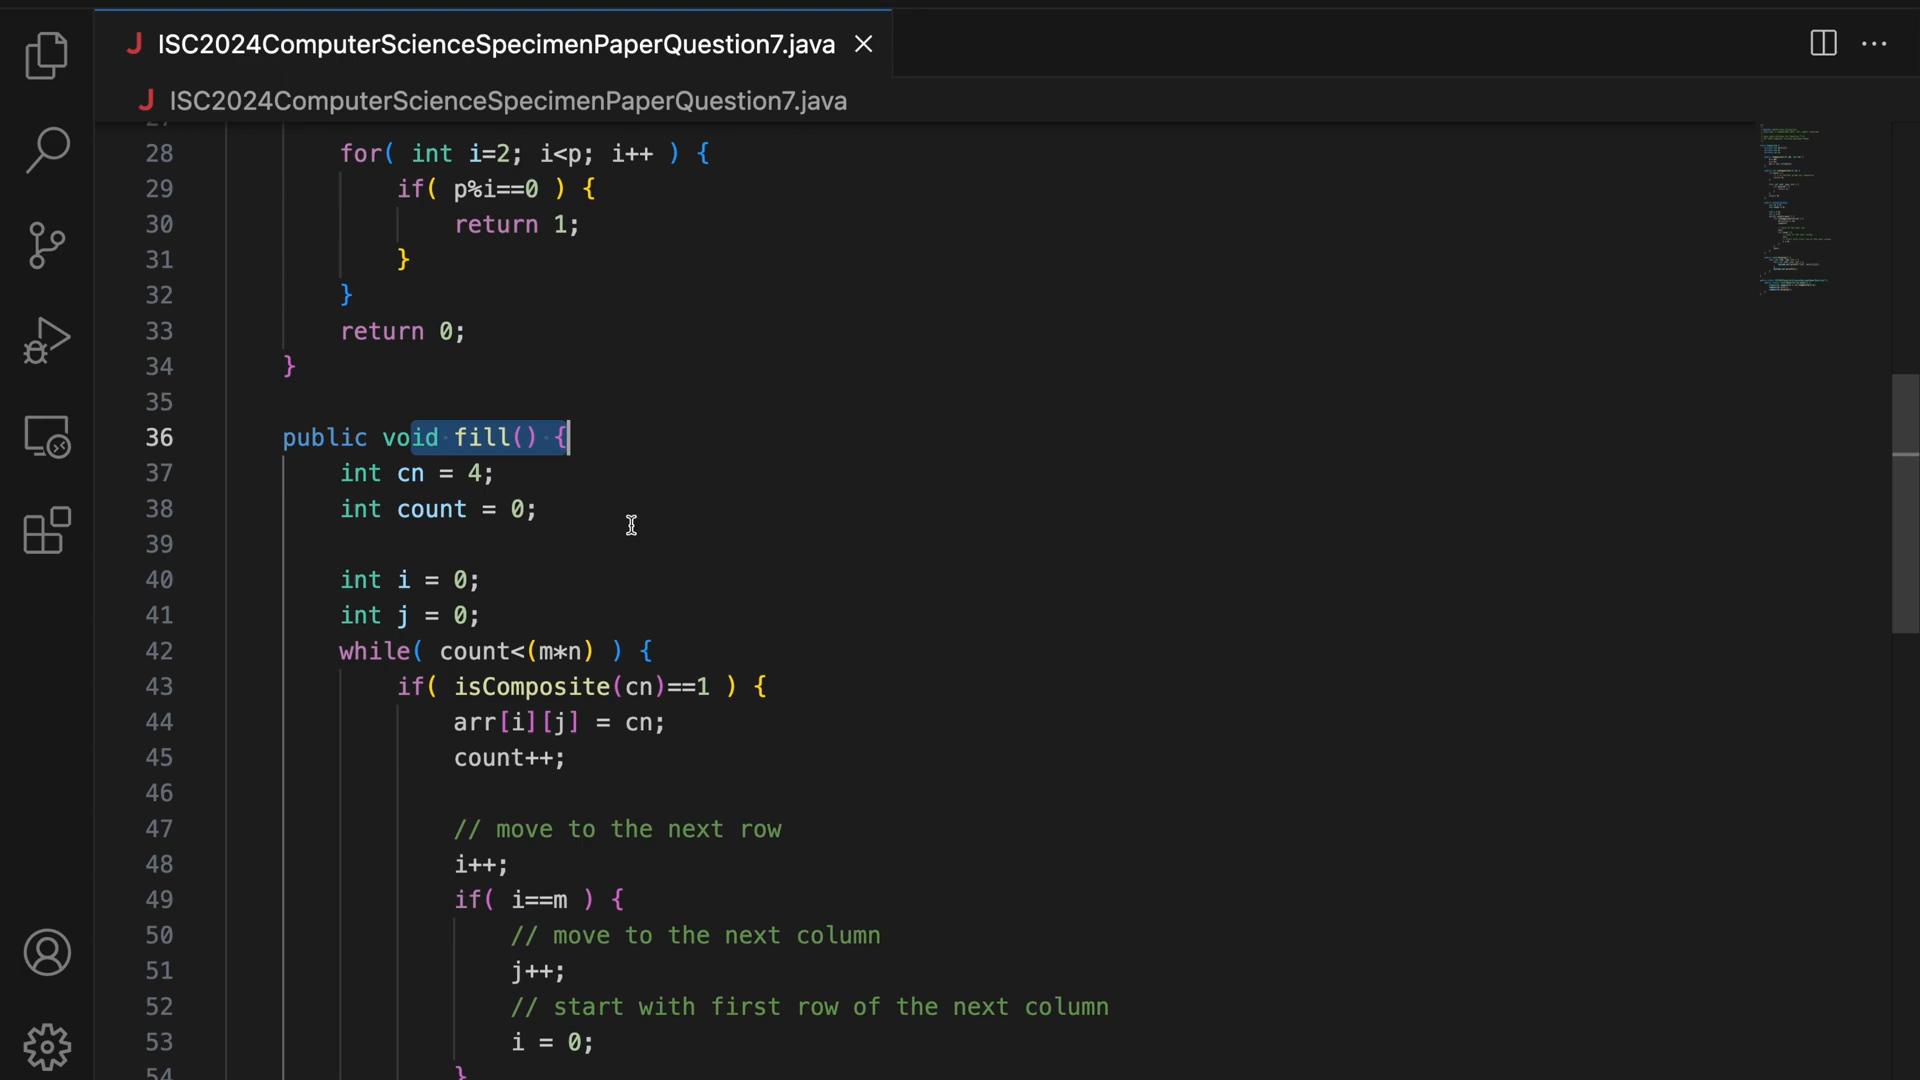 ISC2024ComputerScienceSpecimenPaperQuestion7.java
ISC2024ComputerScienceSpecimenPaperQuestion7.java
28 for( int i=2; i<p; i++ ) {
29 if( p%i==0 ) {
30 return 1;
31 }
32 }
33 return 0;
34 }
35
36 public void fill() {
37 int cn = 4;
38 int count = 0;
39
40 int i = 0;
41 int j = 0;
42 while( count<(m*n) ) {
43 if( isComposite(cn)==1 ) {
44 arr[i][j] = cn;
45 count++;
46
47 // move to the next row
48 i++;
49 if( i==m ) {
50 // move to the next column
51 j++;
52 // start with first row of the next column
53 i = 0;
54 }